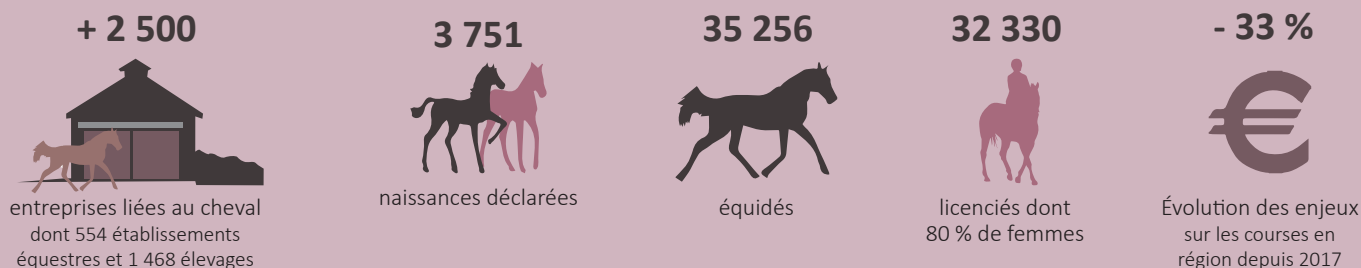 + 2 500
entreprises liées au cheval
dont 554 établissements
équestres et 1 468 élevages
3 751
naissances déclarées
35 256
équidés
32 330
licenciés dont
80 % de femmes
- 33 %
€
Évolution des enjeux
sur les courses en
région depuis 2017